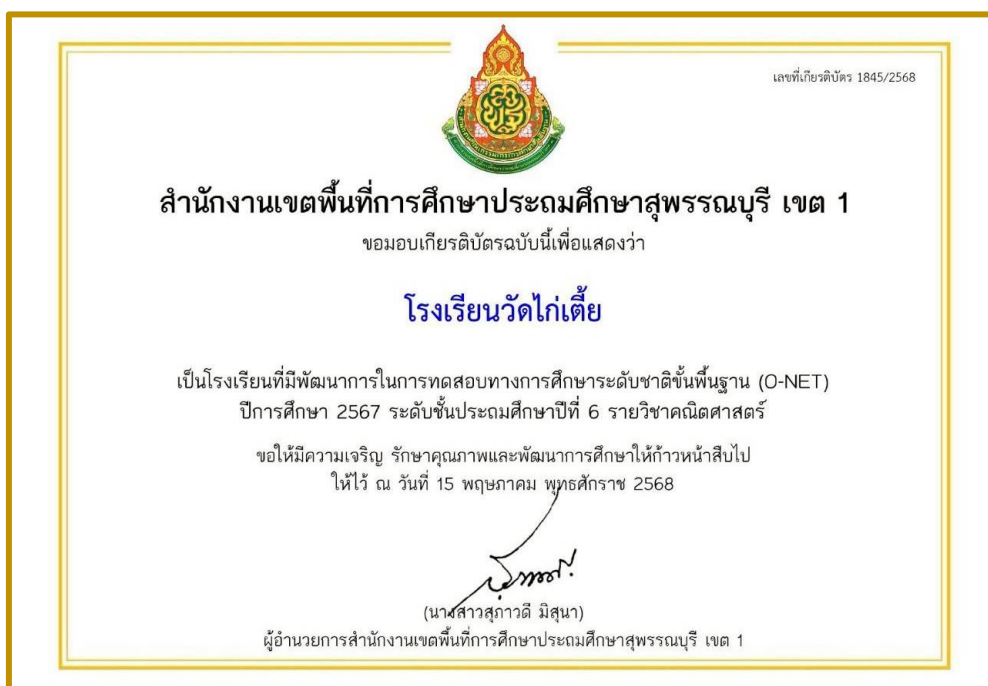 เลขที่เกียรติบัตร 1845/2568
สำนักงานเขตพื้นที่การศึกษาประถมศึกษาสุพรรณบุรี เขต 1
ขอมอบเกียรติบัตรฉบับนี้เพื่อแสดงว่า
โรงเรียนวัดไก่เตี้ย
เป็นโรงเรียนที่มีพัฒนาการในการทดสอบทางการศึกษาระดับชาติขั้นพื้นฐาน (O-NET)
ปีการศึกษา 2567 ระดับชั้นประถมศึกษาปีที่ 6 รายวิชาคณิตศาสตร์
ขอให้มีความเจริญ รักษาคุณภาพและพัฒนาการศึกษาให้ก้าวหน้าสืบไป
ให้ไว้ ณ วันที่ 15 พฤษภาคม พุทธศักราช 2568
(นางสาวสุภาวดี มิสุนา)
ผู้อำนวยการสำนักงานเขตพื้นที่การศึกษาประถมศึกษาสุพรรณบุรี เขต 1